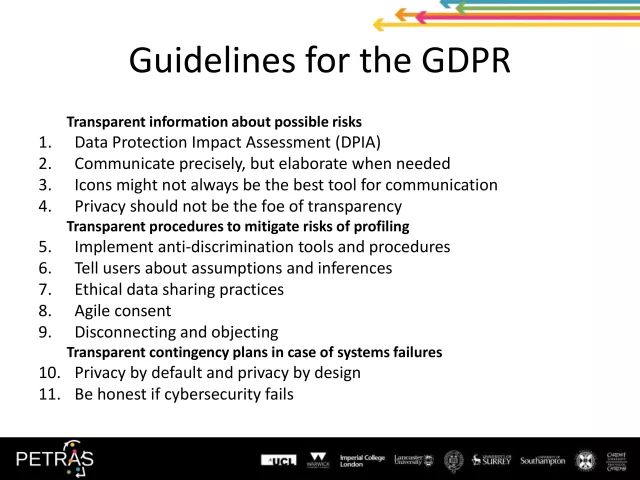 Guidelines for the GDPR
Transparent information about possible risks
1. Data Protection Impact Assessment (DPIA)
2. Communicate precisely, but elaborate when needed
3. Icons might not always be the best tool for communication
4. Privacy should not be the foe of transparency
Transparent procedures to mitigate risks of profiling
5. Implement anti-discrimination tools and procedures
6. Tell users about assumptions and inferences
7. Ethical data sharing practices
8. Agile consent
9. Disconnecting and objecting
Transparent contingency plans in case of systems failures
10. Privacy by default and privacy by design
11. Be honest if cybersecurity fails
PETRAS
UCL
WARWICK
Imperial College
London
Lancaster
University
SURREY
Southampton
CARDIFF